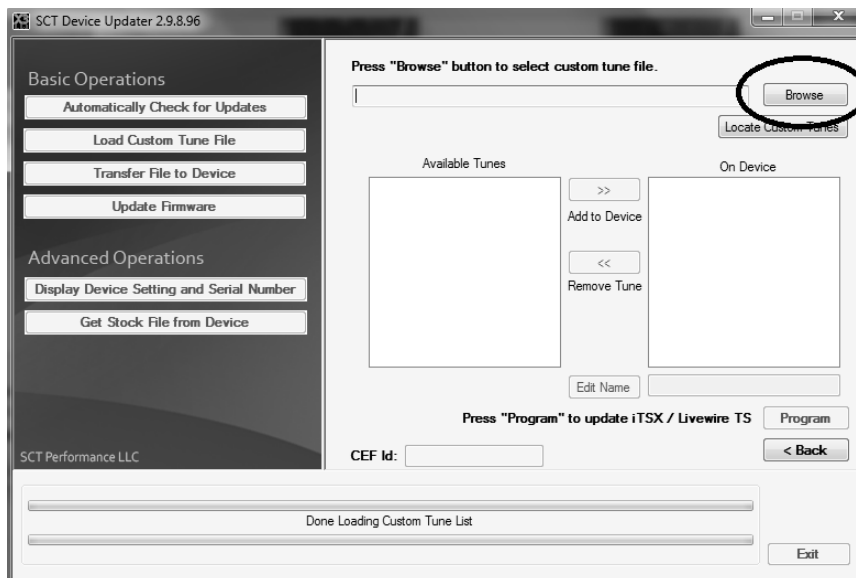 SCT Device Updater 2.9.8.96
Basic Operations
Automatically Check for Updates
Load Custom Tune File
Transfer File to Device
Update Firmware
Advanced Operations
Display Device Setting and Serial Number
Get Stock File from Device
SCT Performance LLC
Press "Browse" button to select custom tune file.
Browse
Locate Custom Tunes
Available Tunes
On Device
>>
Add to Device
<<
Remove Tune
Edit Name
Press "Program" to update iTSX / Livewire TS
Program
CEF Id:
< Back
Done Loading Custom Tune List
Exit